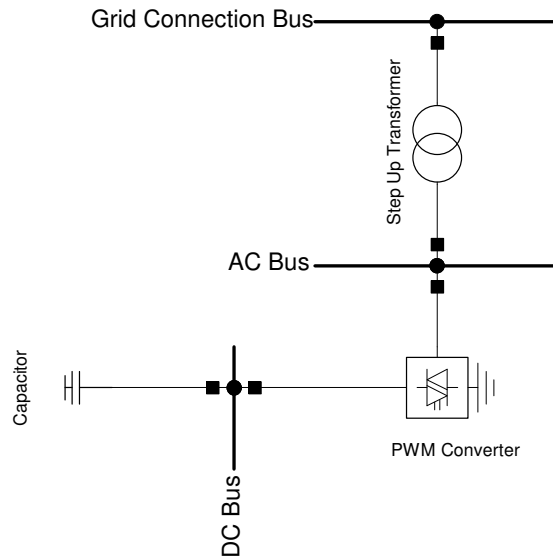 Grid Connection Bus
Step Up Transformer
AC Bus
Capacitor
PWM Converter
DC Bus